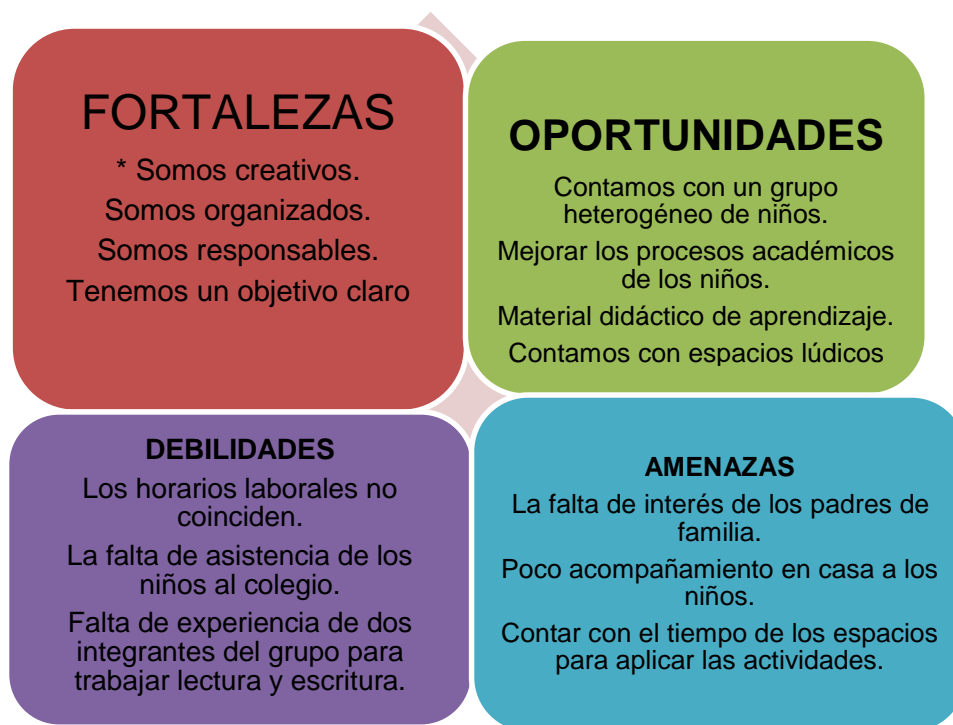 FORTALEZAS
* Somos creativos.
Somos organizados.
Somos responsables.
Tenemos un objetivo claro
OPORTUNIDADES
Contamos con un grupo
heterogéneo de niños.
Mejorar los procesos académicos
de los niños.
Material didáctico de aprendizaje.
Contamos con espacios lúdicos
DEBILIDADES
Los horarios laborales no
coinciden.
La falta de asistencia de los
niños al colegio.
Falta de experiencia de dos
integrantes del grupo para
trabajar lectura y escritura.
AMENAZAS
La falta de interés de los padres de
familia.
Poco acompañamiento en casa a los
niños.
Contar con el tiempo de los espacios
para aplicar las actividades.